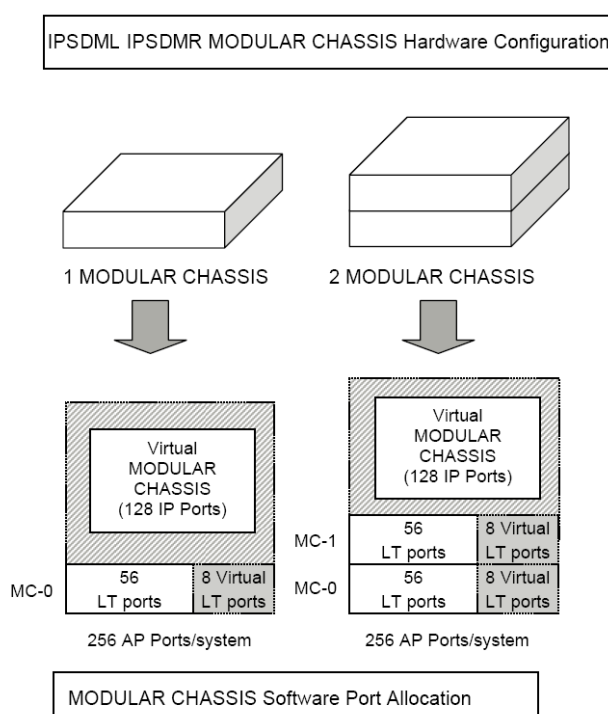 IPSDML IPSDMR MODULAR CHASSIS Hardware Configuration
1 MODULAR CHASSIS
2 MODULAR CHASSIS
Virtual
MODULAR
CHASSIS
(128 IP Ports)
MC-0
56
LT ports
8 Virtual
LT ports
256 AP Ports/system
Virtual
MODULAR
CHASSIS
(128 IP Ports)
MC-1
56
LT ports
8 Virtual
LT ports
MC-0
56
LT ports
8 Virtual
LT ports
256 AP Ports/system
MODULAR CHASSIS Software Port Allocation